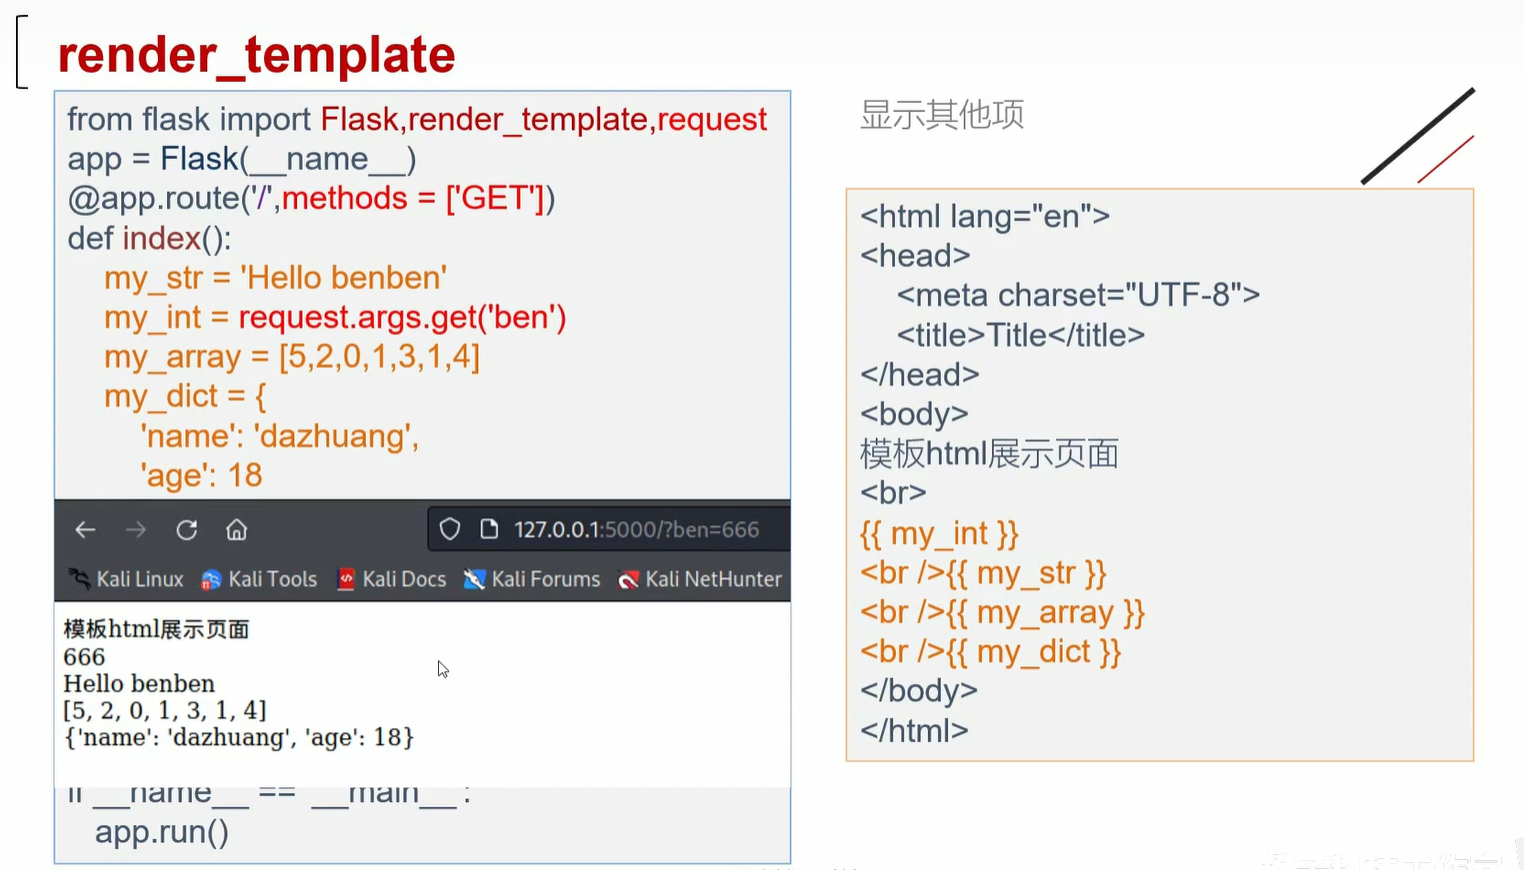 render_template
from flask import Flask,render_template,request
app = Flask(__name__)
@app.route('/',methods = ['GET'])
def index():
my_str = 'Hello benben'
my_int = request.args.get('ben')
my_array = [5,2,0,1,3,1,4]
my_dict = {
'name': 'dazhuang',
'age': 18
127.0.0.1:5000/?ben=666
Kali Linux Kali Tools Kali Docs Kali Forums Kali NetHunter
模板html展示页面
666
Hello benben
[5, 2, 0, 1, 3, 1, 4]
{'name': 'dazhuang', 'age': 18}
if __name__ == '__main__':
app.run()
显示其他项
<html lang="en">
<head>
<meta charset="UTF-8">
<title>Title</title>
</head>
<body>
模板html展示页面
<br>
{{ my_int }}
<br />{{ my_str }}
<br />{{ my_array }}
<br />{{ my_dict }}
</body>
</html>